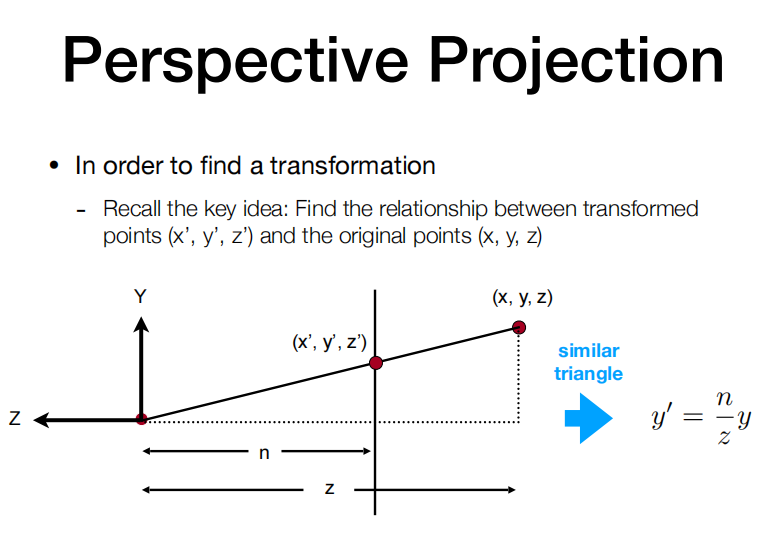 Perspective Projection
• In order to find a transformation
- Recall the key idea: Find the relationship between transformed
points (x’, y’, z’) and the original points (x, y, z)
Y
(x, y, z)
(x’, y’, z’)
similar
triangle
Z
n
z
y′ = n/z y